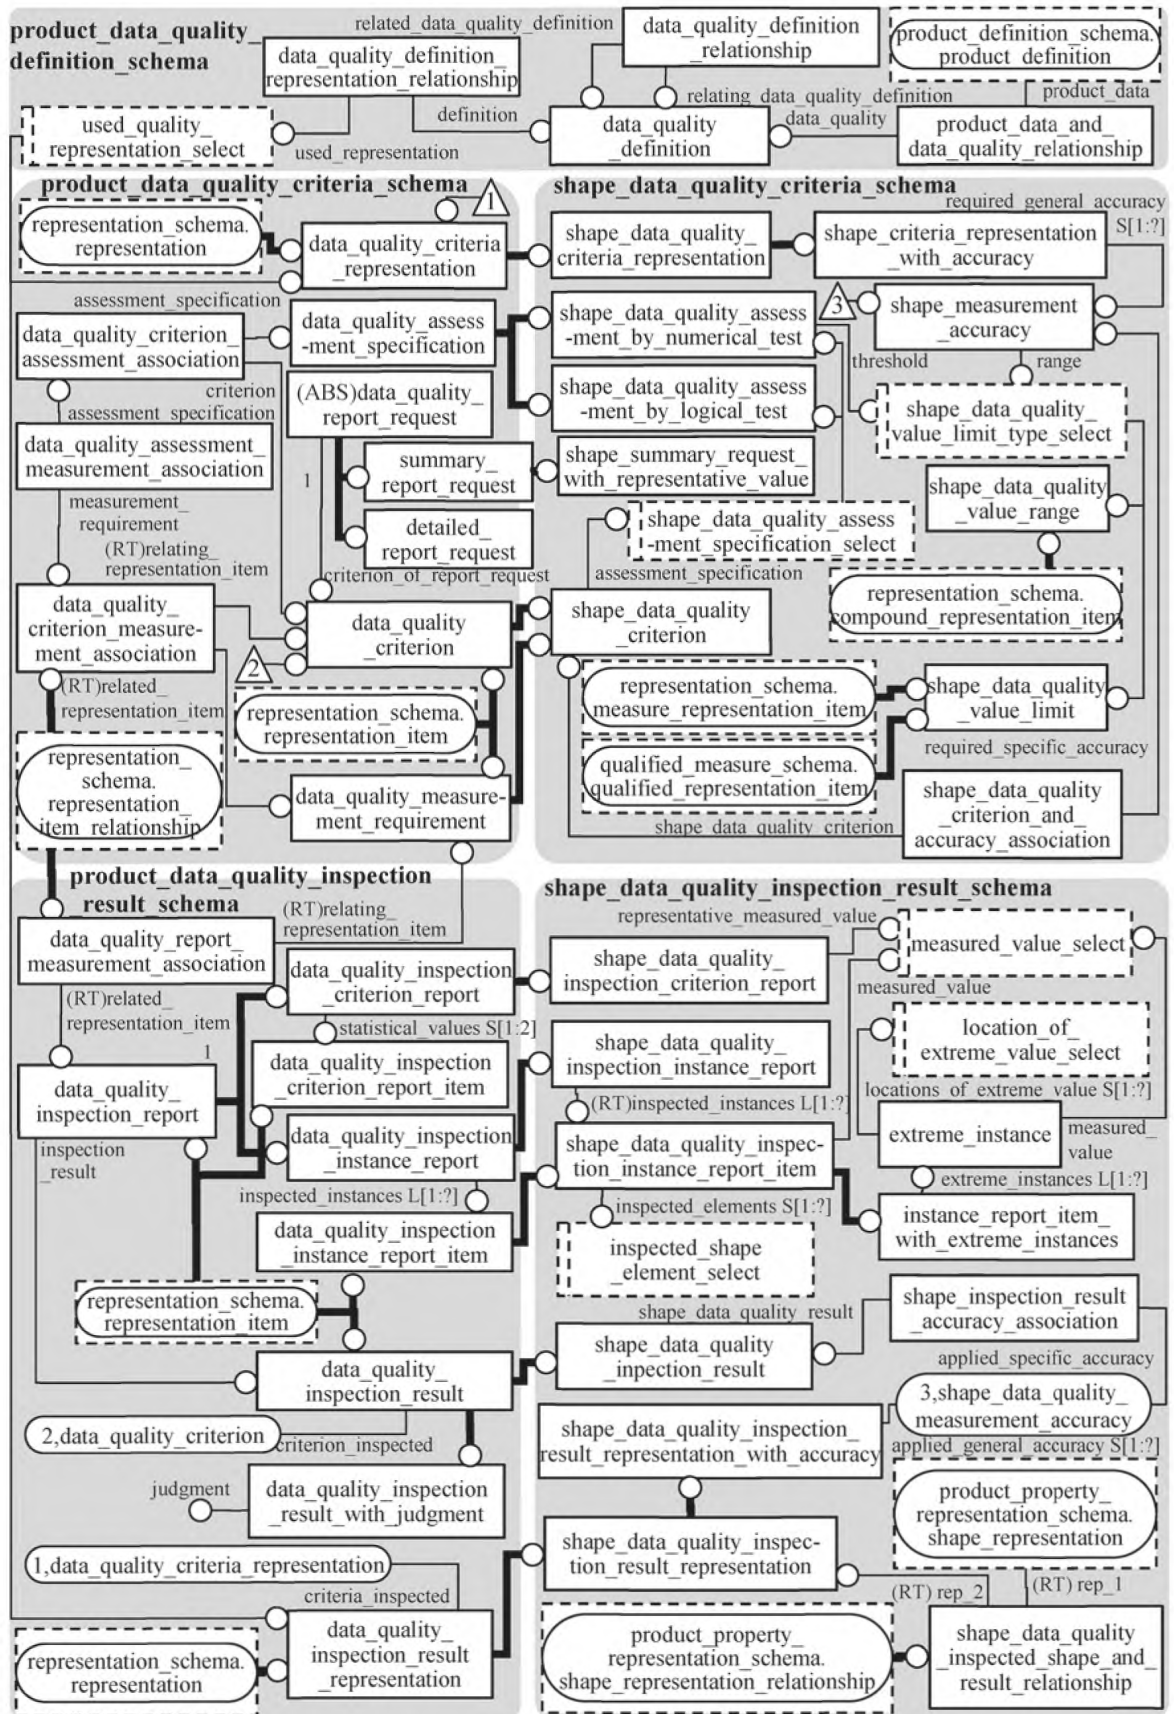 product_data_quality_
definition_schema
related_data_quality_definition
data_quality_definition_
representation_relationship
data_quality_definition
_relationship
product_definition_schema.
product_definition
used_quality_
representation_select
used_representation
definition
relating_data_quality_definition
data_quality
_definition
data_quality
product_data
product_data_and_
data_quality_relationship
product_data_quality_criteria_schema
1
representation_schema.
representation
data_quality_criteria
_representation
assessment_specification
data_quality_criterion_
assessment_association
data_quality_assess
-ment_specification
criterion
assessment_specification
(ABS)data_quality_
report_request
data_quality_assessment_
measurement_association
1
summary_
report_request
measurement_
requirement
detailed_
report_request
(RT)relating_
representation_item
criterion_of_report_request
data_quality_
criterion_measure-
ment_association
data_quality
_criterion
2
(RT)related_
representation_item
representation_schema.
representation_item
representation_
schema.
representation_
item_relationship
data_quality_measure-
ment_requirement
shape_data_quality_criteria_schema
required_general_accuracy
S[1:?]
shape_data_quality_
criteria_representation
shape_criteria_representation
_with_accuracy
shape_data_quality_assess
-ment_by_numerical_test
3
shape_measurement
_accuracy
threshold
range
shape_data_quality_assess
-ment_by_logical_test
shape_data_quality_
value_limit_type_select
shape_summary_request_
with_representative_value
shape_data_quality
_value_range
shape_data_quality_assess
-ment_specification_select
assessment_specification
representation_schema.
compound_representation_item
shape_data_quality
_criterion
representation_schema.
measure_representation_item
shape_data_quality
_value_limit
required_specific_accuracy
qualified_measure_schema.
qualified_representation_item
shape_data_quality_criterion
shape_data_quality
_criterion_and_
accuracy_association
product_data_quality_inspection
_result_schema
(RT)relating_
representation_item
data_quality_report_
measurement_association
data_quality_inspection
_criterion_report
(RT)related_
representation_item
statistical_values S[1:2]
1
data_quality_inspection
_criterion_report_item
data_quality_
inspection_report
inspection
_result
data_quality_inspection
_instance_report
inspected_instances L[1:?]
data_quality_inspection
_instance_report_item
representation_schema.
representation_item
data_quality_
inspection_result
2,data_quality_criterion
criterion_inspected
judgment
data_quality_inspection
_result_with_judgment
1,data_quality_criteria_representation
criteria_inspected
data_quality_
inspection_result
_representation
representation_schema.
representation
shape_data_quality_inspection_result_schema
representative_measured_value
shape_data_quality_
inspection_criterion_report
measured_value_select
measured_value
shape_data_quality_
inspection_instance_report
location_of_
extreme_value_select
(RT)inspected_instances L[1:?]
locations_of_extreme_value S[1:?]
shape_data_quality_inspec-
tion_instance_report_item
extreme_instance
measured_
value
inspected_elements S[1:?]
extreme_instances L[1:?]
inspected_shape
_element_select
instance_report_item_
with_extreme_instances
shape_data_quality_result
shape_inspection_result
_accuracy_association
shape_data_quality_
inpection_result
applied_specific_accuracy
3,shape_data_quality_
measurement_accuracy
shape_data_quality_inspection_
result_representation_with_accuracy
applied_general_accuracy S[1:?]
product_property_
representation_schema.
shape_representation
shape_data_quality_inspec-
tion_result_representation
(RT) rep_2
(RT) rep_1
product_property_
representation_schema.
shape_representation_relationship
shape_data_quality
_inspected_shape_and_
result_relationship